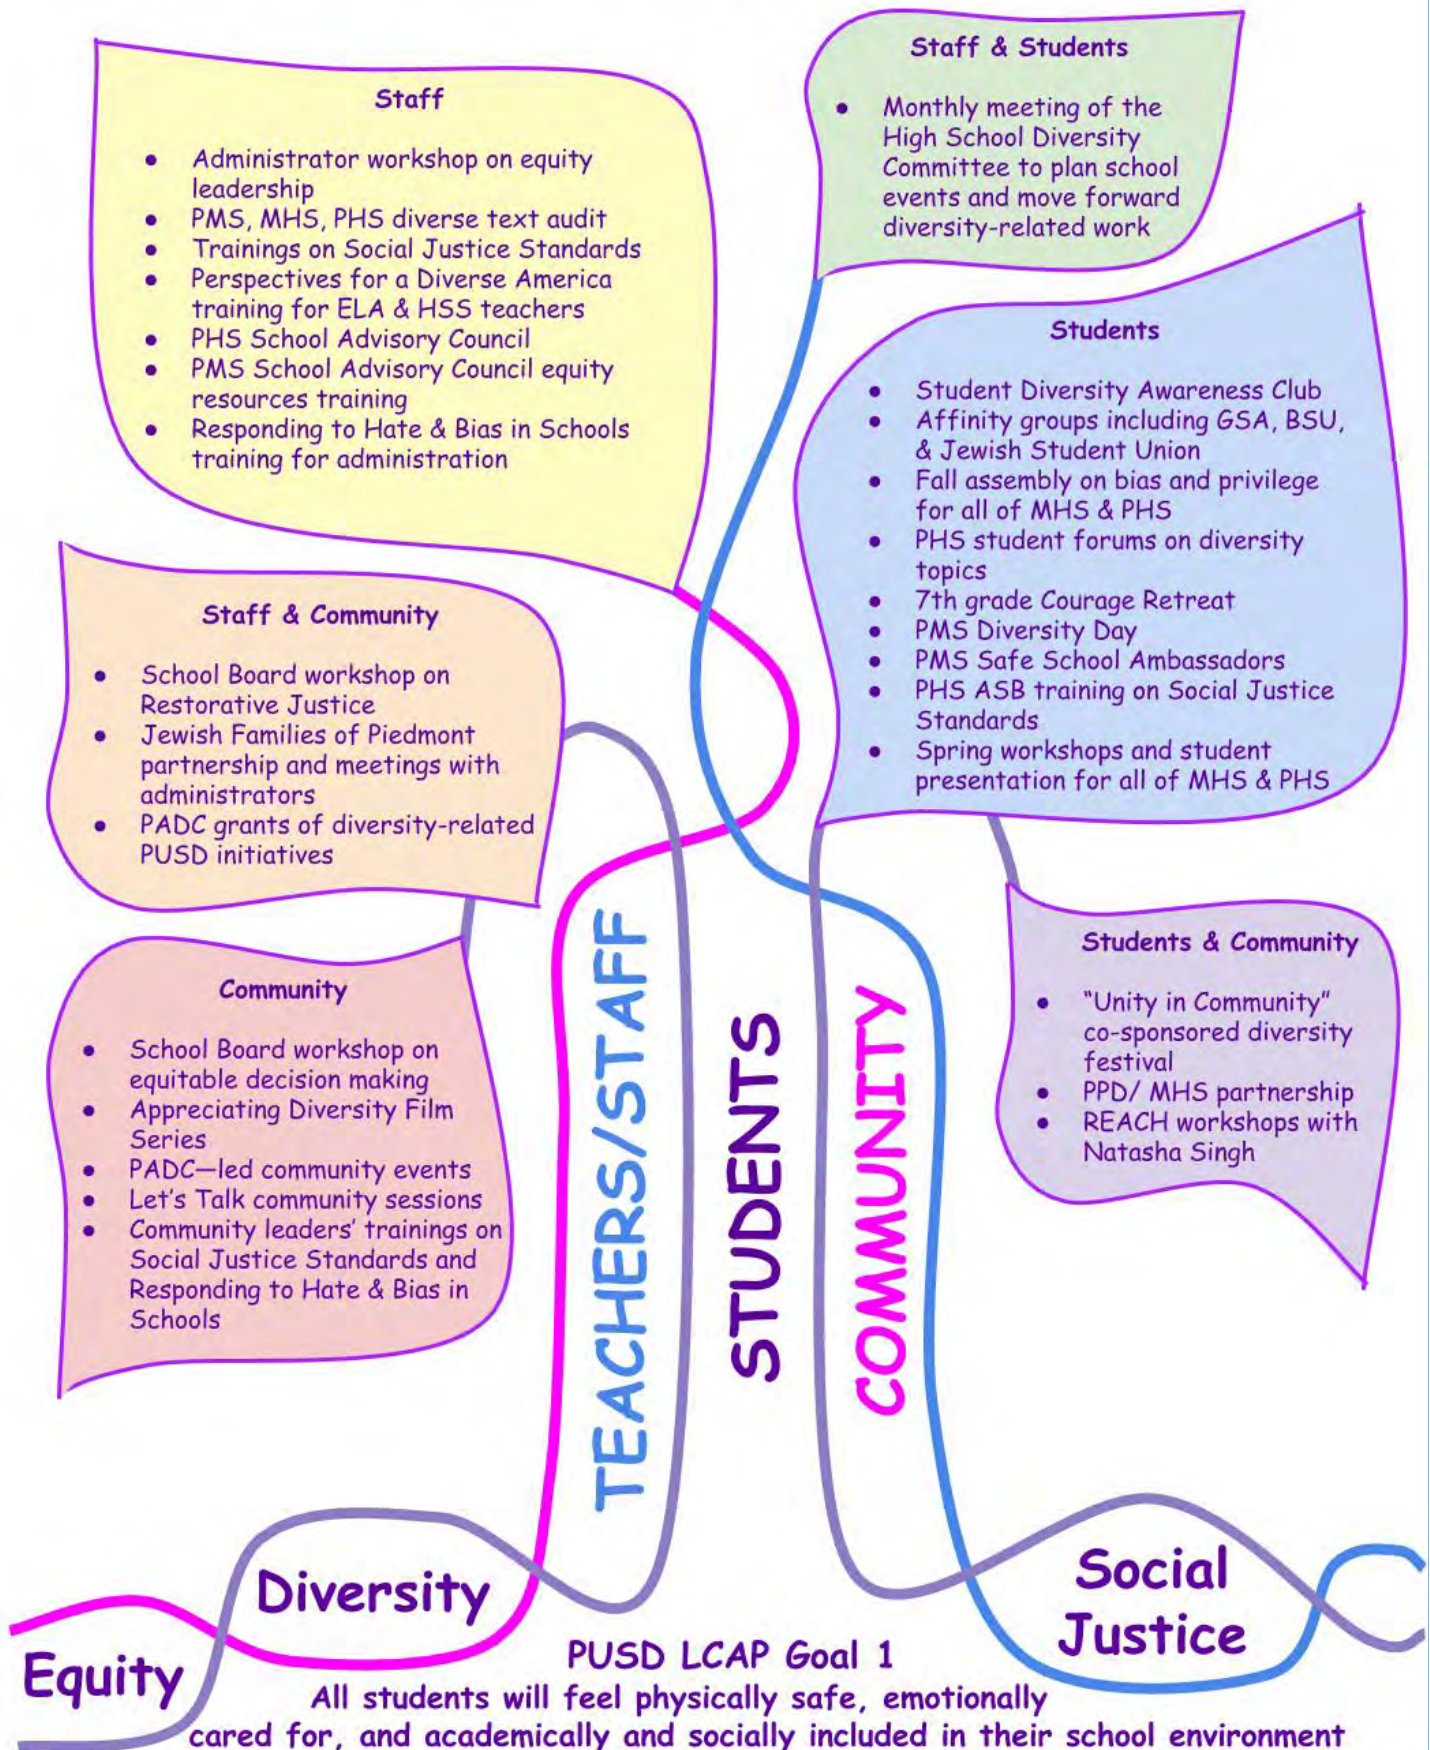 Staff
● Administrator workshop on equity
leadership
● PMS, MHS, PHS diverse text audit
● Trainings on Social Justice Standards
● Perspectives for a Diverse America
training for ELA & HSS teachers
● PHS School Advisory Council
● PMS School Advisory Council equity
resources training
● Responding to Hate & Bias in Schools
training for administration
Staff & Students
● Monthly meeting of the
High School Diversity
Committee to plan school
events and move forward
diversity-related work
Students
● Student Diversity Awareness Club
● Affinity groups including GSA, BSU,
& Jewish Student Union
● Fall assembly on bias and privilege
for all of MHS & PHS
● PHS student forums on diversity
topics
● 7th grade Courage Retreat
● PMS Diversity Day
● PMS Safe School Ambassadors
● PHS ASB training on Social Justice
Standards
● Spring workshops and student
presentation for all of MHS & PHS
Staff & Community
● School Board workshop on
Restorative Justice
● Jewish Families of Piedmont
partnership and meetings with
administrators
● PADC grants of diversity-related
PUSD initiatives
Community
● School Board workshop on
equitable decision making
● Appreciating Diversity Film
Series
● PADC—led community events
● Let's Talk community sessions
● Community leaders' trainings on
Social Justice Standards and
Responding to Hate & Bias in
Schools
Students & Community
● “Unity in Community”
co-sponsored diversity
festival
● PPD/ MHS partnership
● REACH workshops with
Natasha Singh
TEACHERS/STAFF
STUDENTS
COMMUNITY
Equity
Diversity
Social
Justice
PUSD LCAP Goal 1
All students will feel physically safe, emotionally
cared for, and academically and socially included in their school environment